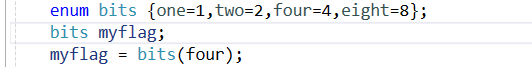 enum bits {one=1,two=2,four=4,eight=8};
bits myflag;
myflag = bits(four);